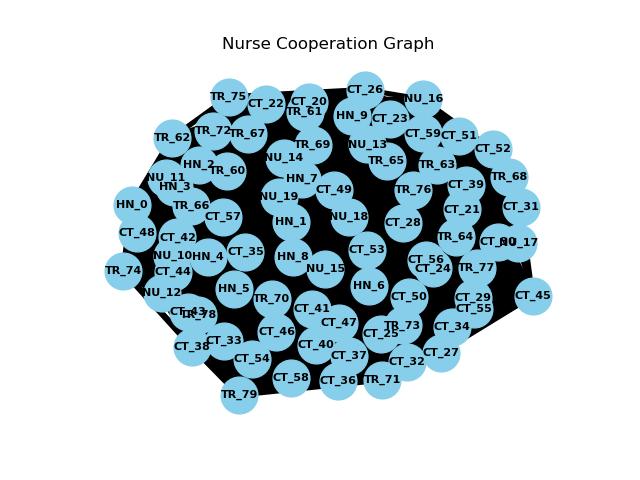 Nurse Cooperation Graph
CT_26
TR_75
NU_16
CT_20
CT_22
TR_61
HN_9
CT_23
TR_72
TR_67
CT_59
CT_51
TR_62
TR_69
NU_13
CT_52
NU_14
TR_65
HN_2
TR_63
TR_60
NU_11
HN_7
TR_68
HN_3
CT_39
CT_49
TR_76
NU_19
HN_0
TR_66
CT_31
CT_21
CT_57
NU_18
HN_1
CT_28
CT_48
CT_42
TR_64
NU_17
CT_53
CT_35
NU_10
HN_4
HN_8
CT_56
CT_24
NU_15
TR_77
TR_74
CT_44
HN_6
HN_5
NU_12
CT_50
CT_29
CT_45
TR_70
CT_41
CT_55
CT_43
TR_78
CT_47
TR_73
CT_34
CT_46
CT_25
CT_33
CT_40
CT_38
CT_27
CT_37
CT_54
CT_32
CT_58
CT_36
TR_71
TR_79